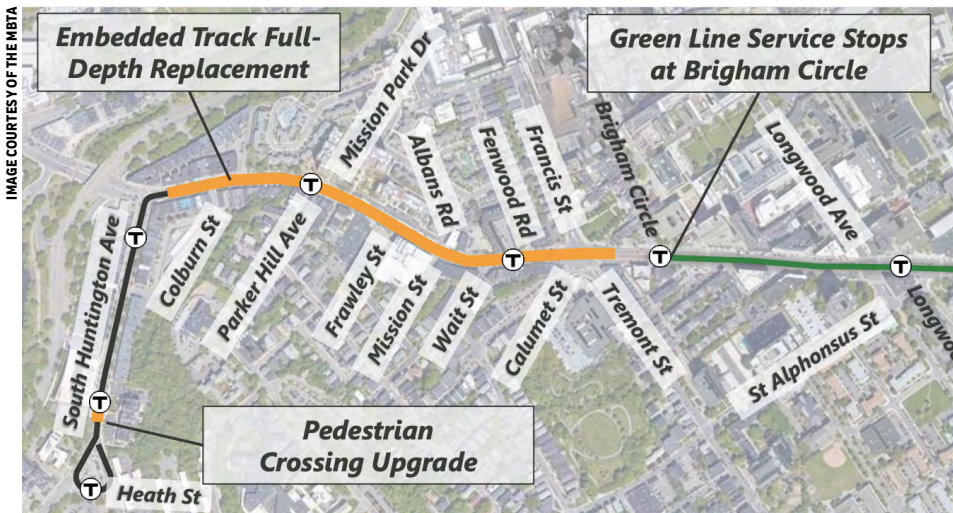 IMAGE COURTESY OF THE MBTA
Embedded Track Full-
Depth Replacement
Mission Park Dr
Green Line Service Stops
at Brigham Circle
Albans Rd
Fenwood Rd
Francis St
Brigham Circle
Longwood Ave
South Huntington Ave
Colburn St
Parker Hill Ave
Frawley St
Mission St
Wait St
Calumet St
Tremont St
St Alphonsus St
Longwoo
Pedestrian
Crossing Upgrade
Heath St
T
T
T
T
T
T
T